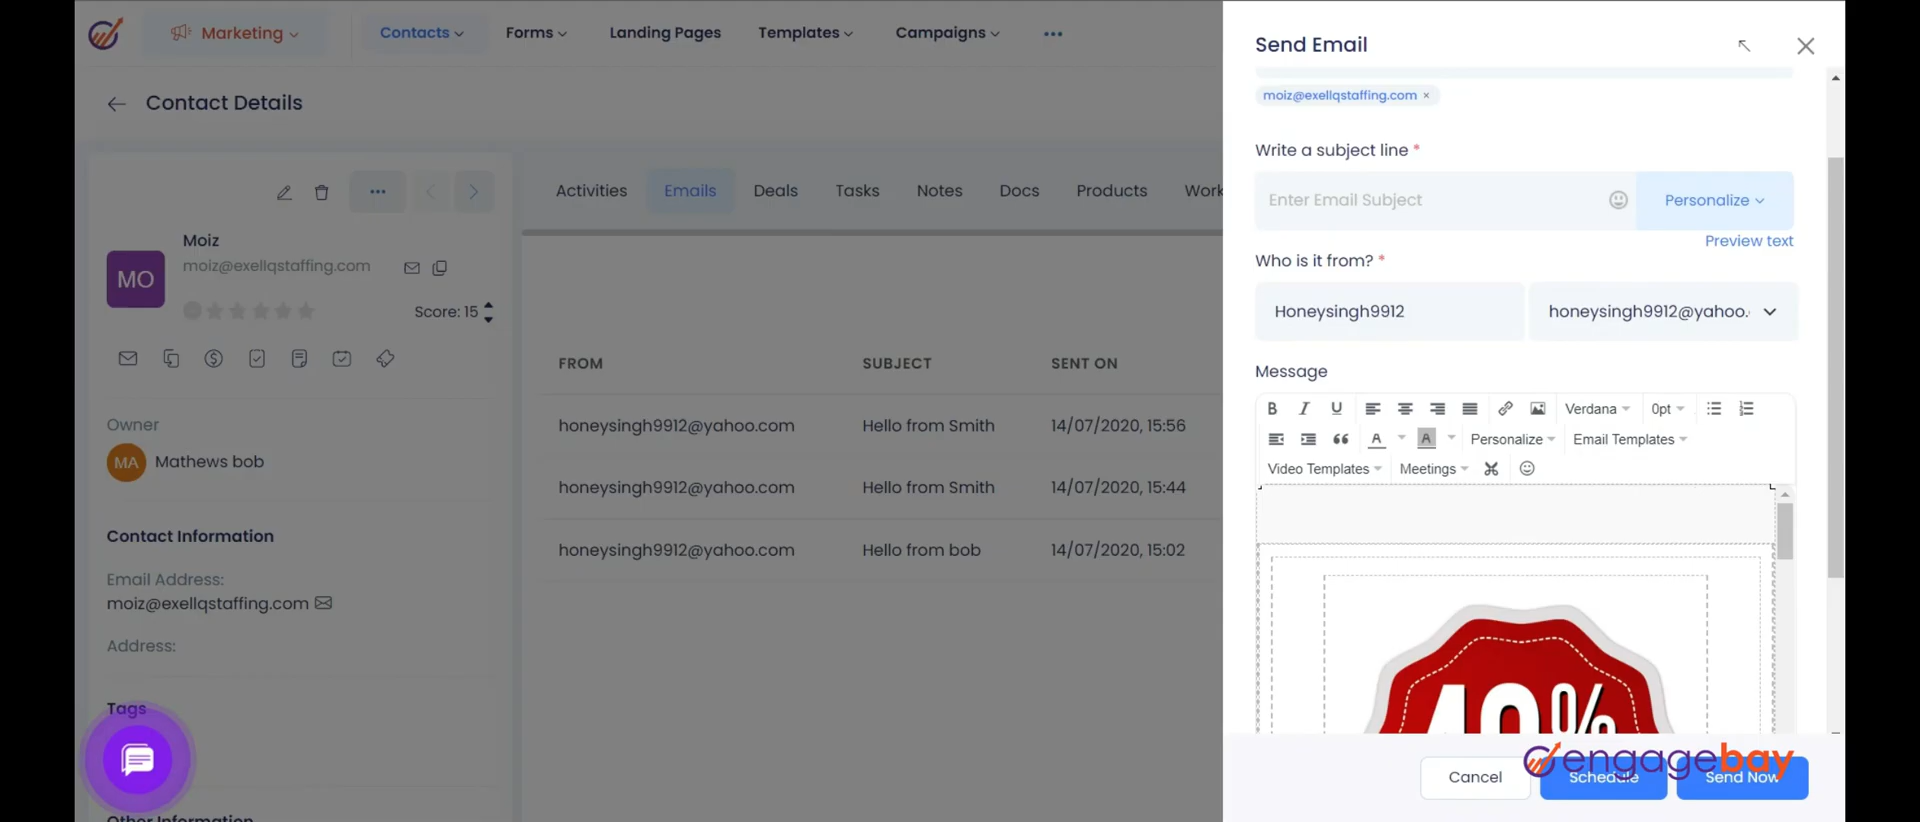 Marketing
Contacts
Forms
Landing Pages
Templates
Campaigns
Contact Details
MO
Moiz
moiz@exellqstaffing.com
Score: 15
Owner
MA
Mathews bob
Contact Information
Email Address:
moiz@exellqstaffing.com
Address:
Tags
Other Information
Activities
Emails
Deals
Tasks
Notes
Docs
Products
Work
FROM SUBJECT SENT ON
honeysingh9912@yahoo.com Hello from Smith 14/07/2020, 15:56
honeysingh9912@yahoo.com Hello from Smith 14/07/2020, 15:44
honeysingh9912@yahoo.com Hello from bob 14/07/2020, 15:02
Send Email
moiz@exellqstaffing.com ×
Write a subject line *
Enter Email Subject
Personalize
Preview text
Who is it from? *
Honeysingh9912
honeysingh9912@yahoo.
Message
B I U Verdana 0pt
A A Personalize Email Templates
Video Templates Meetings
40%
Cancel
Schedule
Send Now
engagebay